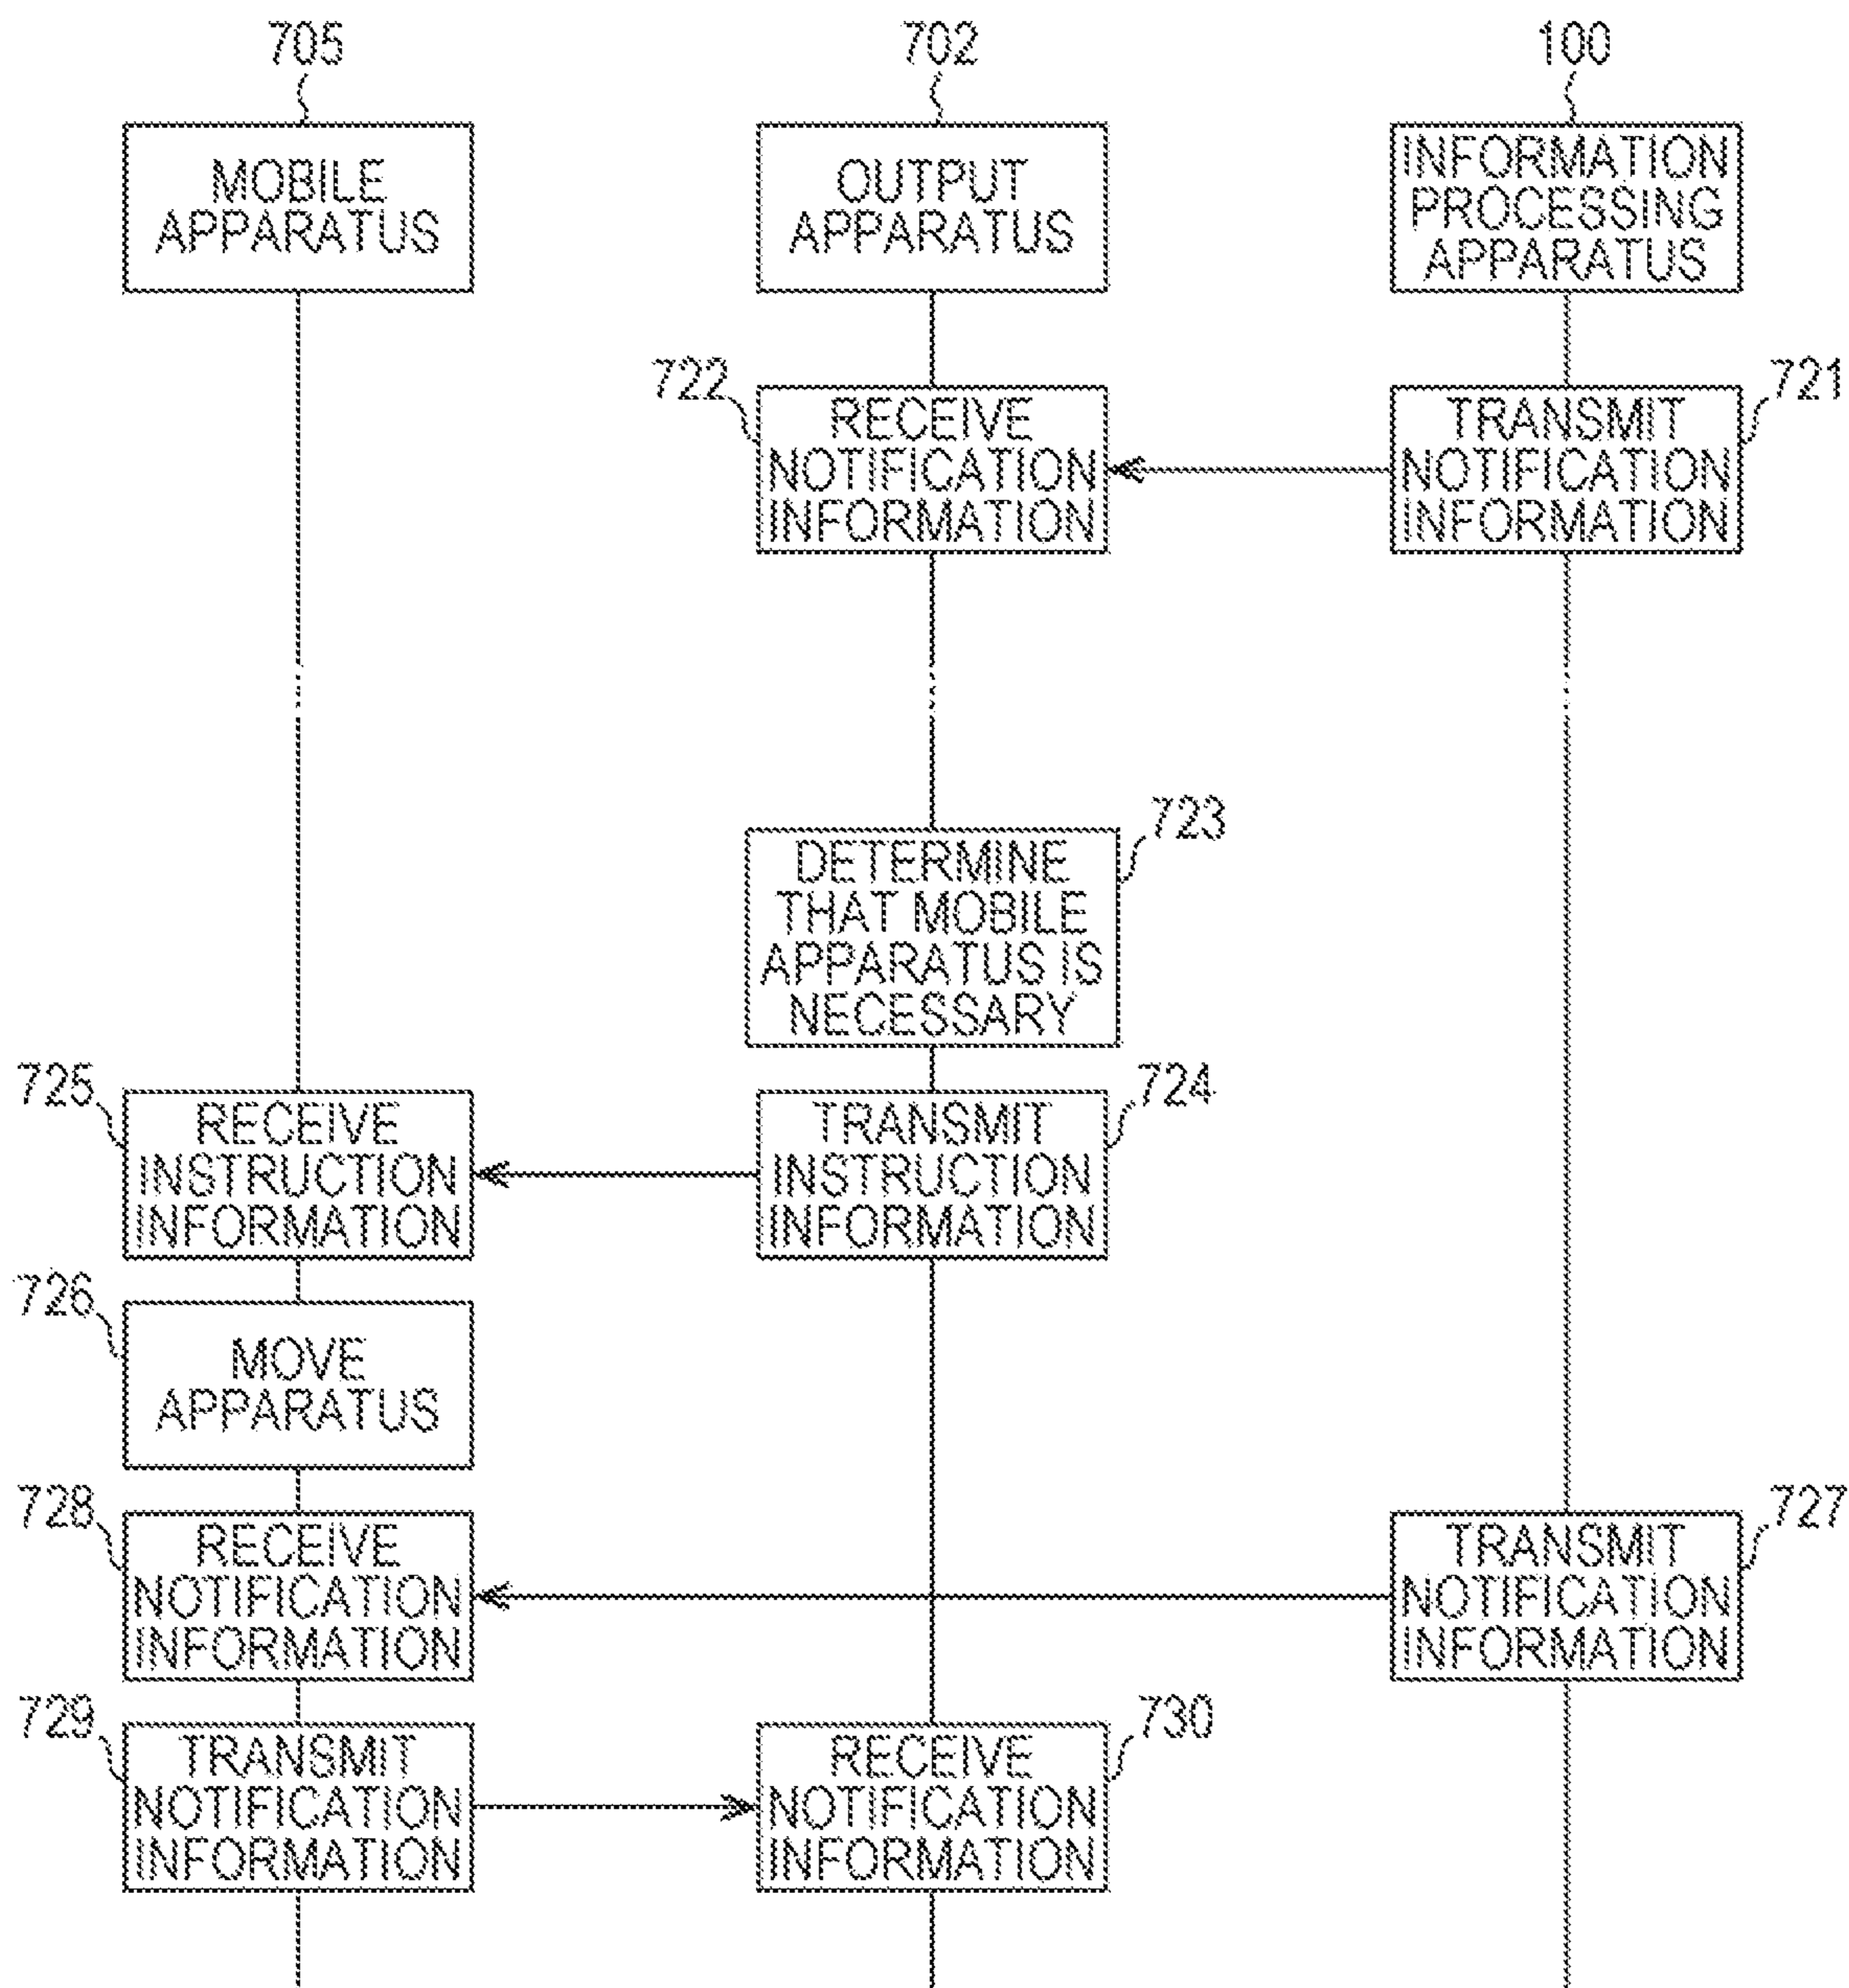 705
702
100
MOBILE
APPARATUS
OUTPUT
APPARATUS
INFORMATION
PROCESSING
APPARATUS
722
RECEIVE
NOTIFICATION
INFORMATION
721
TRANSMIT
NOTIFICATION
INFORMATION
723
DETERMINE
THAT MOBILE
APPARATUS IS
NECESSARY
725
RECEIVE
INSTRUCTION
INFORMATION
724
TRANSMIT
INSTRUCTION
INFORMATION
726
MOVE
APPARATUS
728
RECEIVE
NOTIFICATION
INFORMATION
727
TRANSMIT
NOTIFICATION
INFORMATION
729
TRANSMIT
NOTIFICATION
INFORMATION
730
RECEIVE
NOTIFICATION
INFORMATION